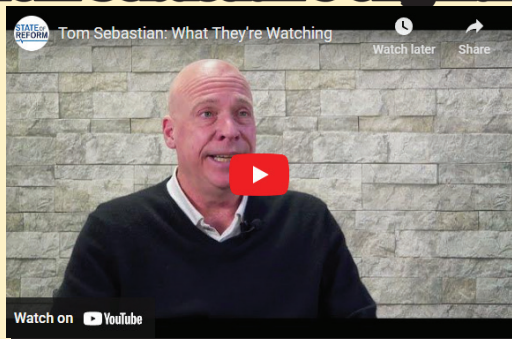 STATE OF
REFORM
Tom Sebastian: What They're Watching
Watch later
Share
Watch on YouTube